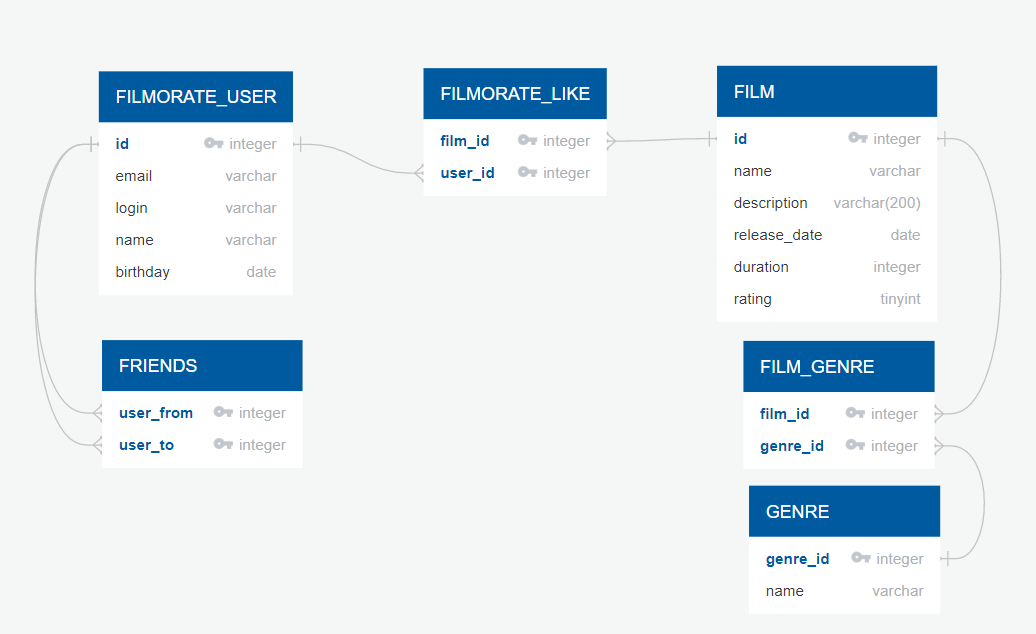 FILMORATE_USER
id integer
email varchar
login varchar
name varchar
birthday date
FILMORATE_LIKE
film_id integer
user_id integer
FILM
id integer
name varchar
description varchar(200)
release_date date
duration integer
rating tinyint
FRIENDS
user_from integer
user_to integer
FILM_GENRE
film_id integer
genre_id integer
GENRE
genre_id integer
name varchar